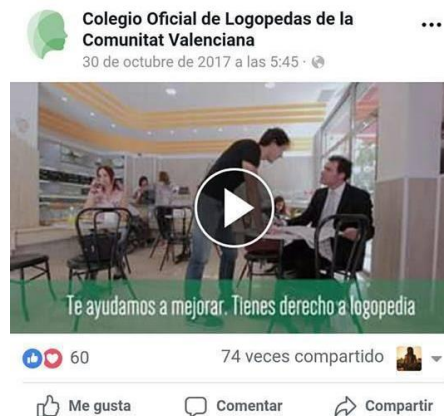 Colegio Oficial de Logopedas de la
Comunitat Valenciana
30 de octubre de 2017 a las 5:45 ·
Te ayudamos a mejorar. Tienes derecho a logopedia
60
74 veces compartido
Me gusta
Comentar
Compartir